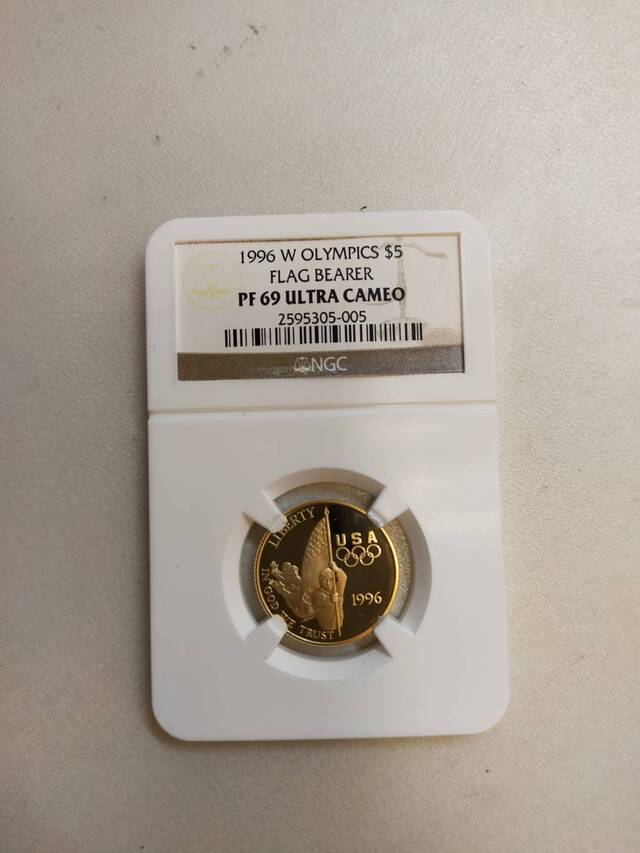 1996 W OLYMPICS $5
FLAG BEARER
PF 69 ULTRA CAMEO
2595305-005
NGC
LIBERTY
USA
1996
IN GOD WE TRUST